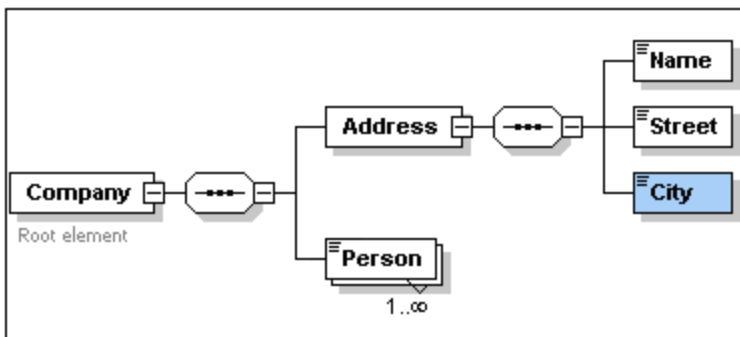 Name
Address
Street
Company
City
Root element
Person
1..∞